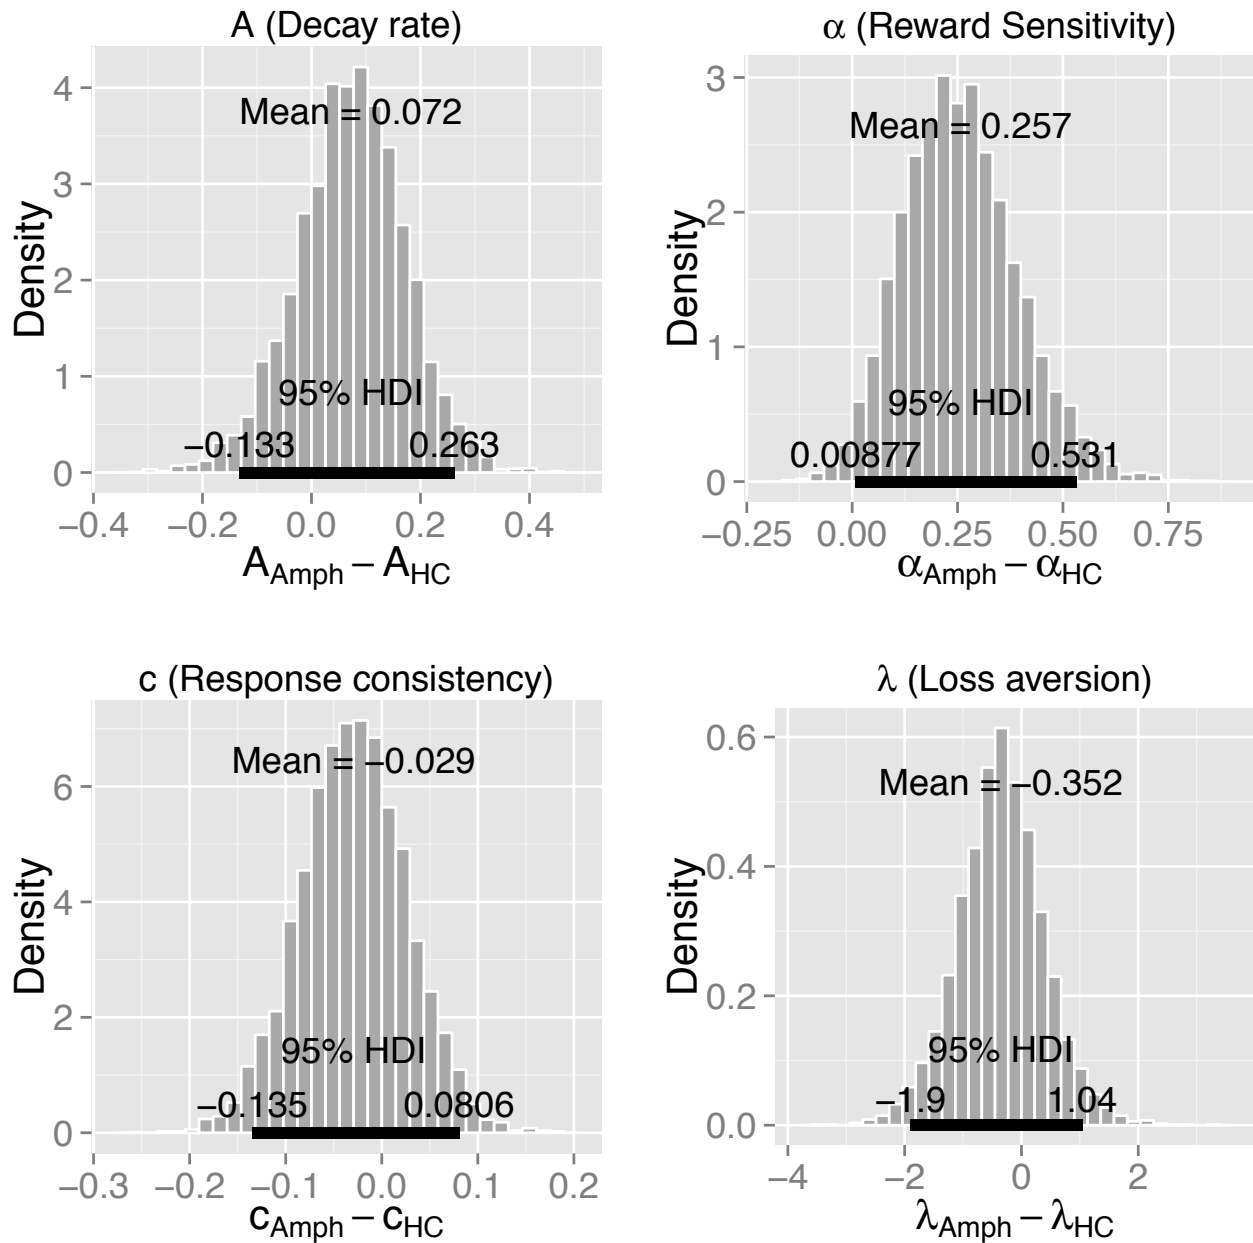 A (Decay rate)
4
3
2
1
0
Density
Mean = 0.072
95% HDI
−0.133 0.263
−0.4 −0.2 0.0 0.2 0.4
A_Amph − A_HC
α (Reward Sensitivity)
3
2
1
0
Density
Mean = 0.257
95% HDI
0.00877 0.531
−0.25 0.00 0.25 0.50 0.75
α_Amph − α_HC
c (Response consistency)
6
4
2
0
Density
Mean = −0.029
95% HDI
−0.135 0.0806
−0.3 −0.2 −0.1 0.0 0.1 0.2
c_Amph − c_HC
λ (Loss aversion)
0.6
0.4
0.2
0.0
Density
Mean = −0.352
95% HDI
−1.9 1.04
−4 −2 0 2
λ_Amph − λ_HC